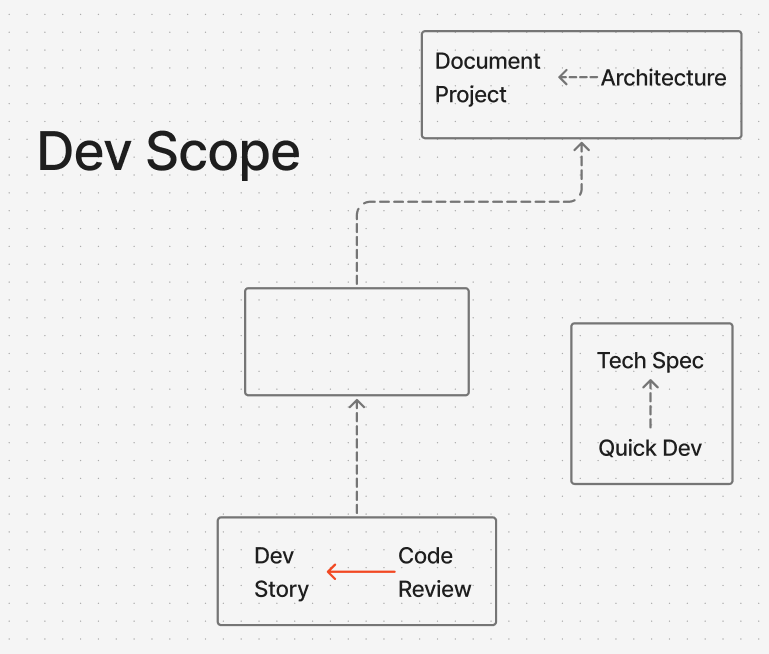 Document
Project
Architecture
Dev Scope
Tech Spec
Quick Dev
Dev
Story
Code
Review